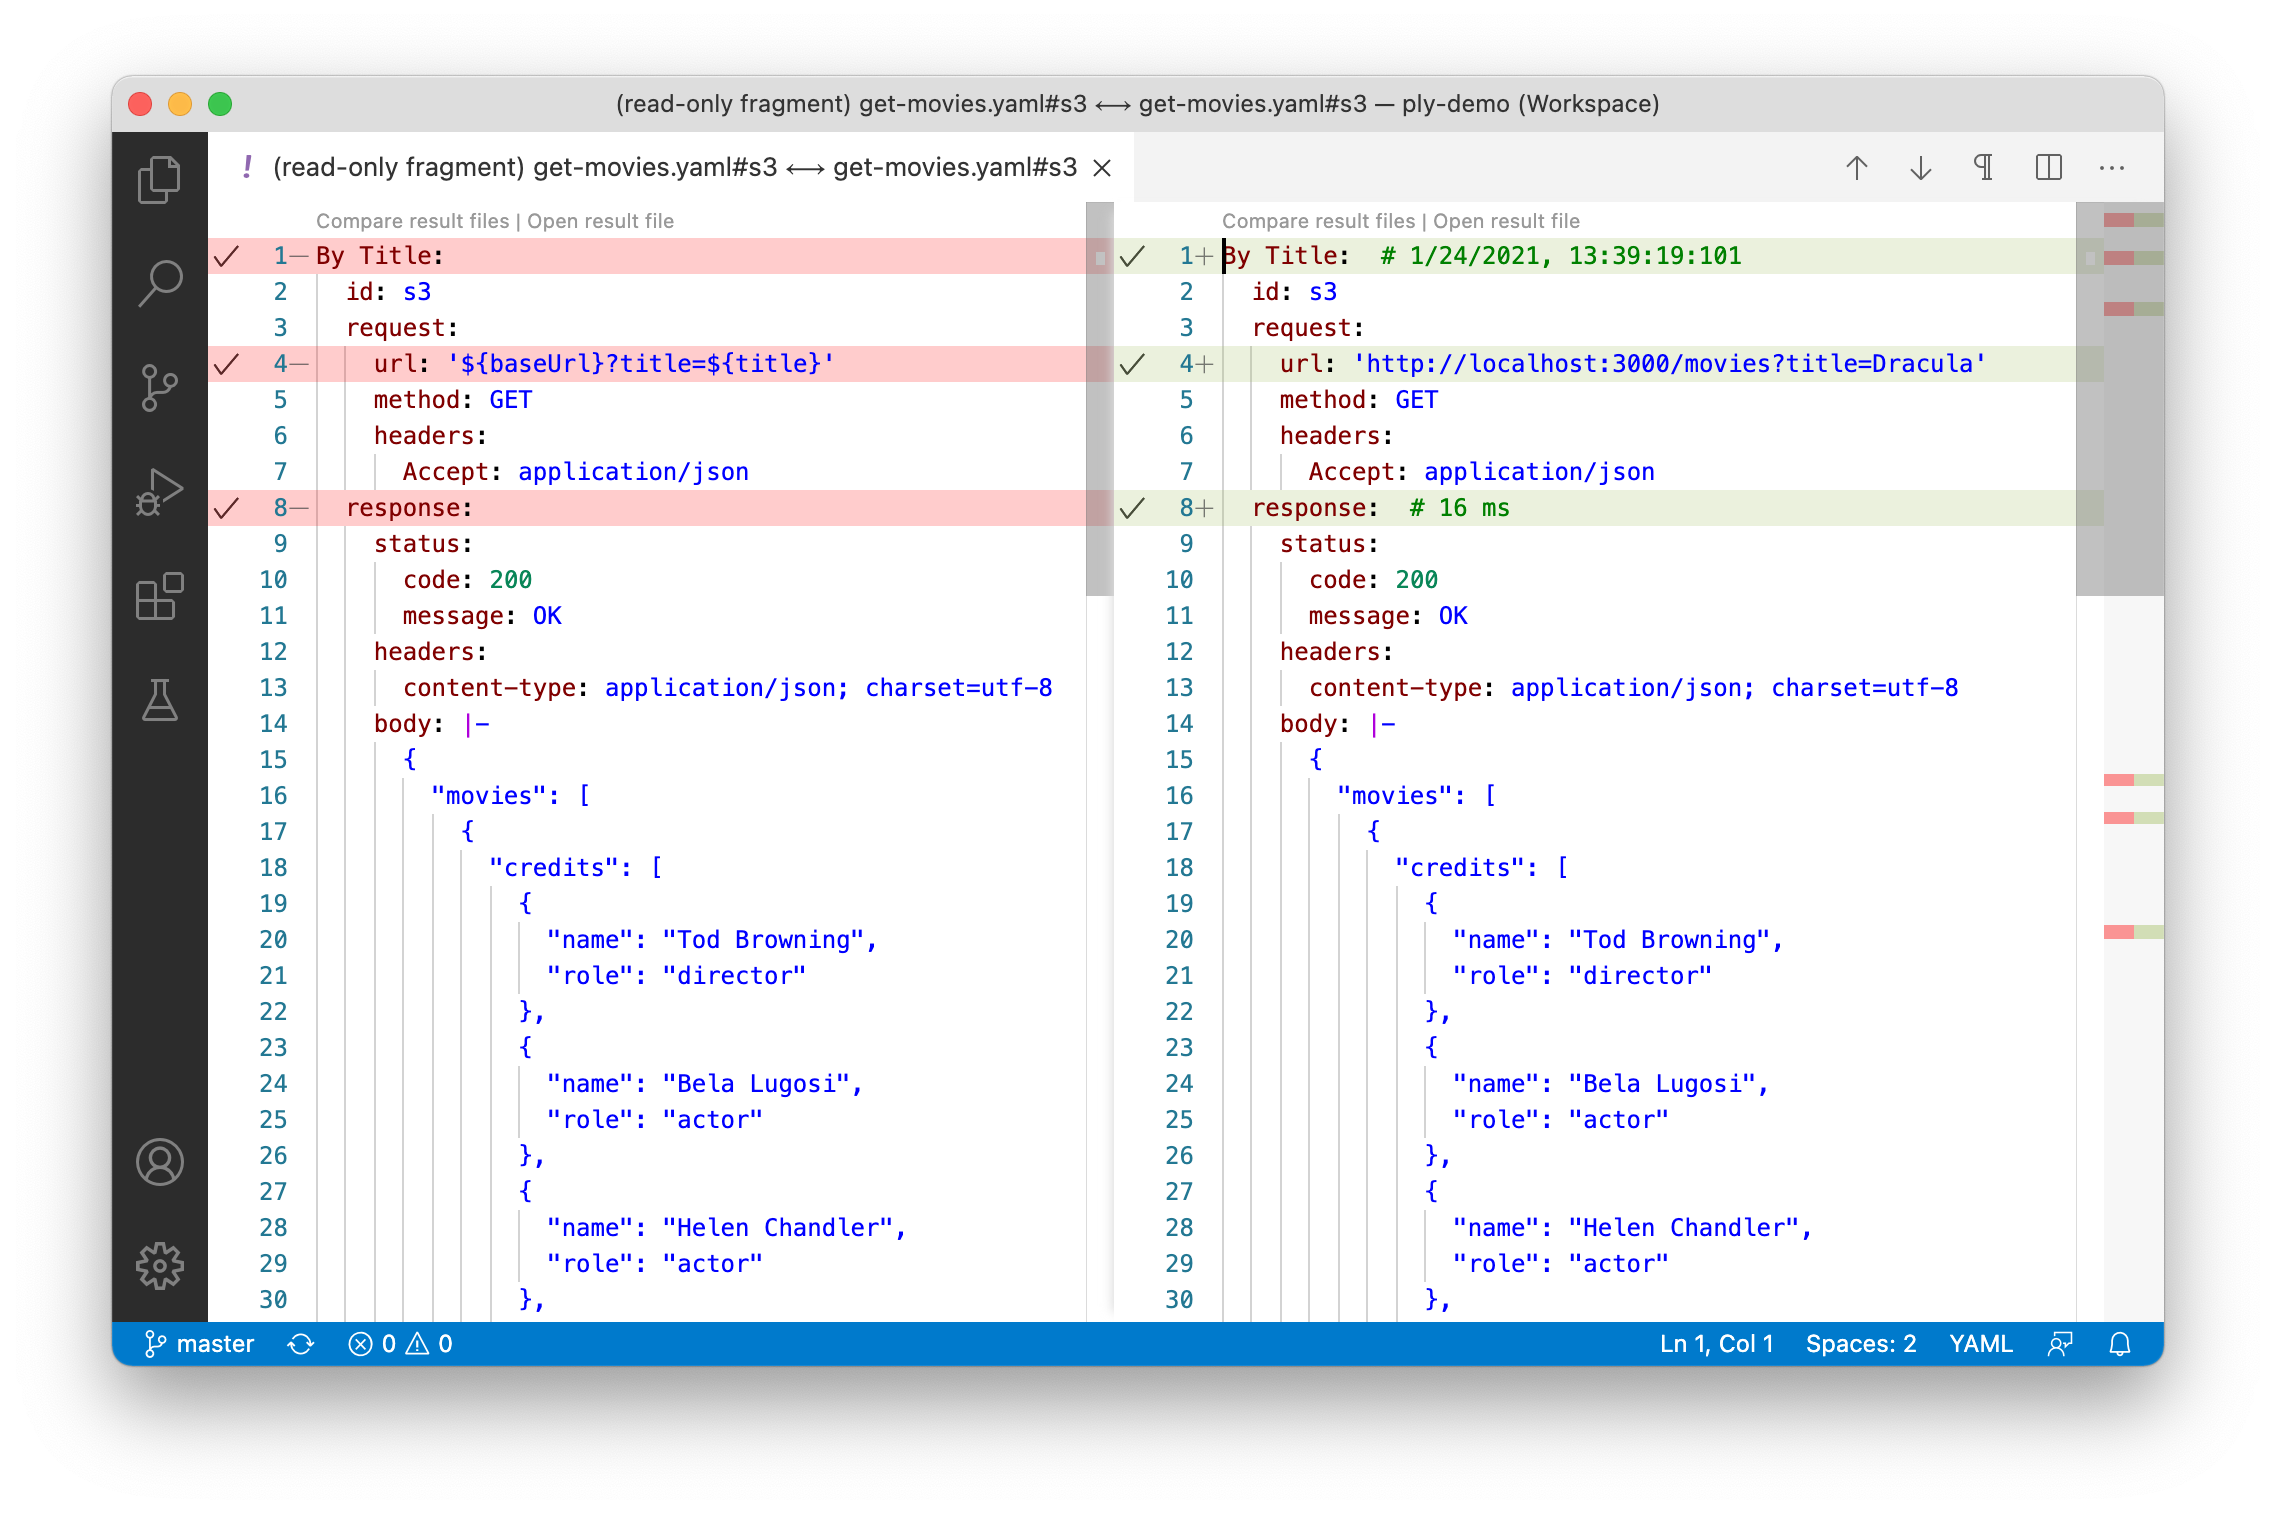 (read-only fragment) get-movies.yaml#s3 ⟷ get-movies.yaml#s3 — ply-demo (Workspace)
! (read-only fragment) get-movies.yaml#s3 ⟷ get-movies.yaml#s3
Compare result files | Open result file
1— By Title:
2 id: s3
3 request:
4— url: '${baseUrl}?title=${title}'
5 method: GET
6 headers:
7 Accept: application/json
8— response:
9 status:
10 code: 200
11 message: OK
12 headers:
13 content-type: application/json; charset=utf-8
14 body: |-
15 {
16 "movies": [
17 {
18 "credits": [
19 {
20 "name": "Tod Browning",
21 "role": "director"
22 },
23 {
24 "name": "Bela Lugosi",
25 "role": "actor"
26 },
27 {
28 "name": "Helen Chandler",
29 "role": "actor"
30 },
Compare result files | Open result file
1+ By Title:  # 1/24/2021, 13:39:19:101
2 id: s3
3 request:
4+ url: 'http://localhost:3000/movies?title=Dracula'
5 method: GET
6 headers:
7 Accept: application/json
8+ response:  # 16 ms
9 status:
10 code: 200
11 message: OK
12 headers:
13 content-type: application/json; charset=utf-8
14 body: |-
15 {
16 "movies": [
17 {
18 "credits": [
19 {
20 "name": "Tod Browning",
21 "role": "director"
22 },
23 {
24 "name": "Bela Lugosi",
25 "role": "actor"
26 },
27 {
28 "name": "Helen Chandler",
29 "role": "actor"
30 },
master 0 0 Ln 1, Col 1 Spaces: 2 YAML